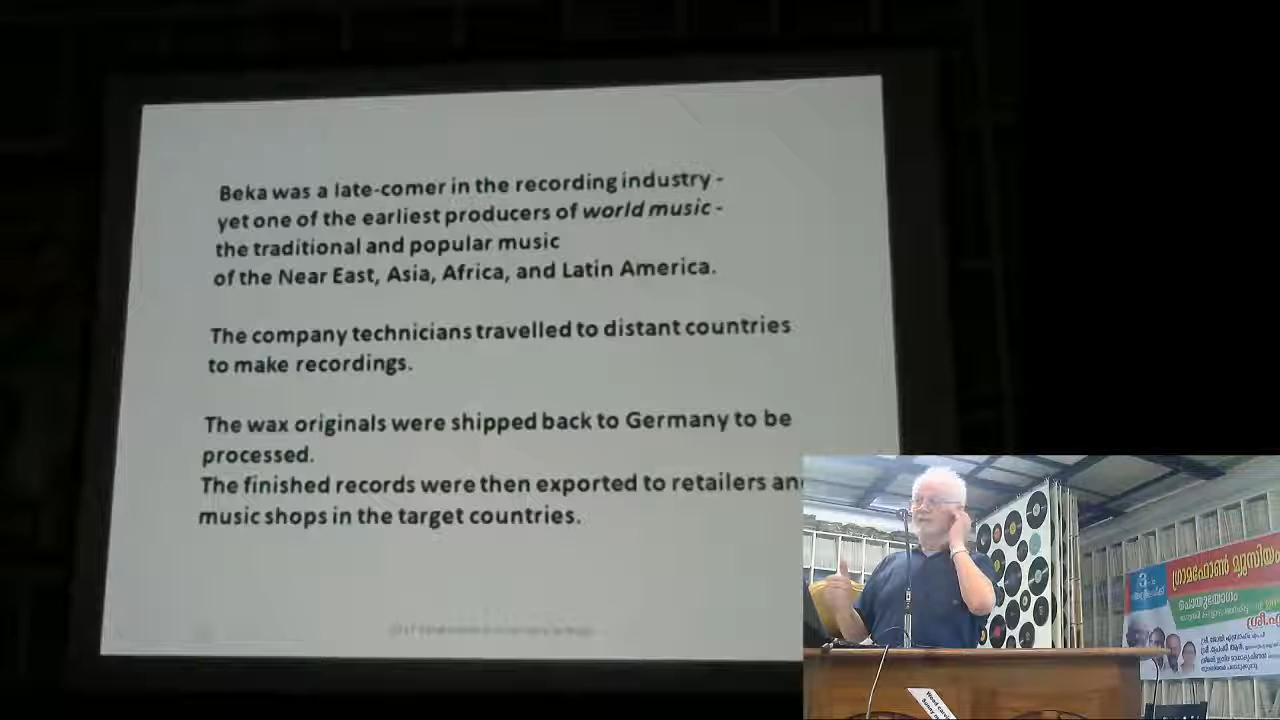 Beka was a late-comer in the recording industry -
yet one of the earliest producers of world music -
the traditional and popular music
of the Near East, Asia, Africa, and Latin America.
The company technicians travelled to distant countries
to make recordings.
The wax originals were shipped back to Germany to be
processed.
The finished records were then exported to retailers an
music shops in the target countries.
ഗ്രാമഫോൺ മ്യൂസിയം
പൊതുയോഗം